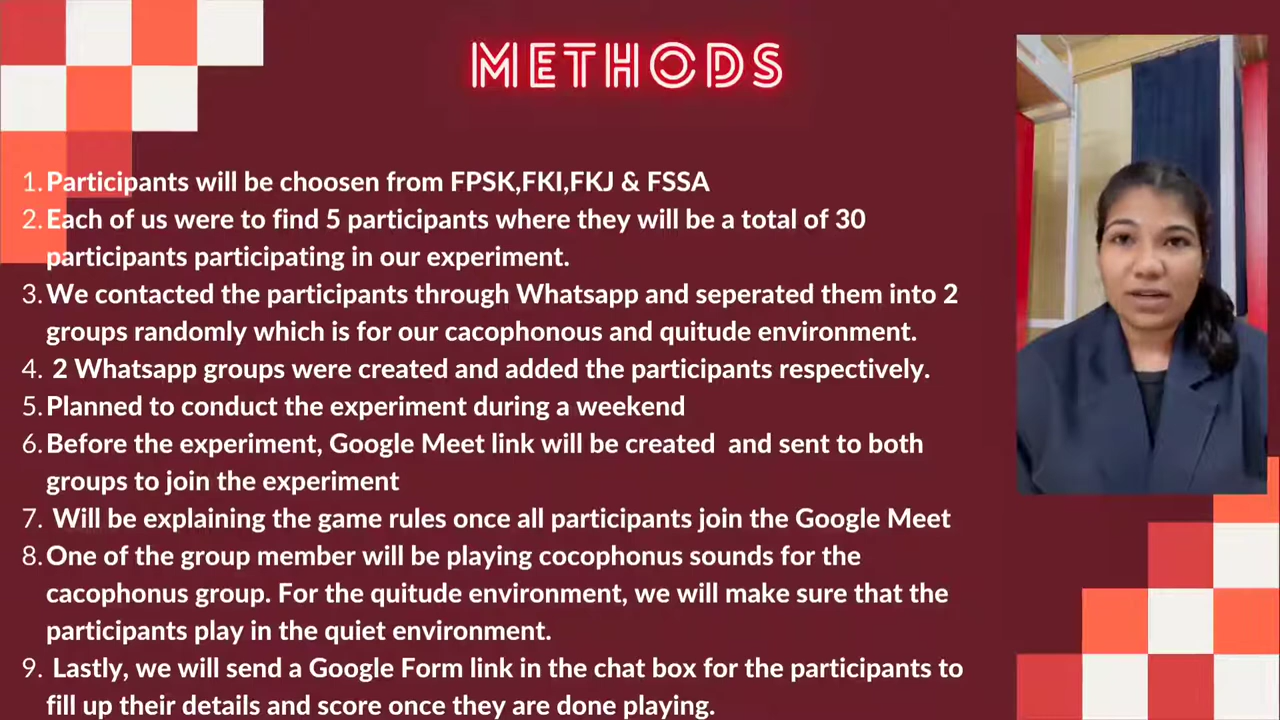 METHODS
1. Participants will be choosen from FPSK,FKI,FKJ & FSSA
2. Each of us were to find 5 participants where they will be a total of 30
participants participating in our experiment.
3. We contacted the participants through Whatsapp and seperated them into 2
groups randomly which is for our cacophonous and quitude environment.
4. 2 Whatsapp groups were created and added the participants respectively.
5. Planned to conduct the experiment during a weekend
6. Before the experiment, Google Meet link will be created and sent to both
groups to join the experiment
7. Will be explaining the game rules once all participants join the Google Meet
8. One of the group member will be playing cocophonus sounds for the
cacophonus group. For the quitude environment, we will make sure that the
participants play in the quiet environment.
9. Lastly, we will send a Google Form link in the chat box for the participants to
fill up their details and score once they are done playing.